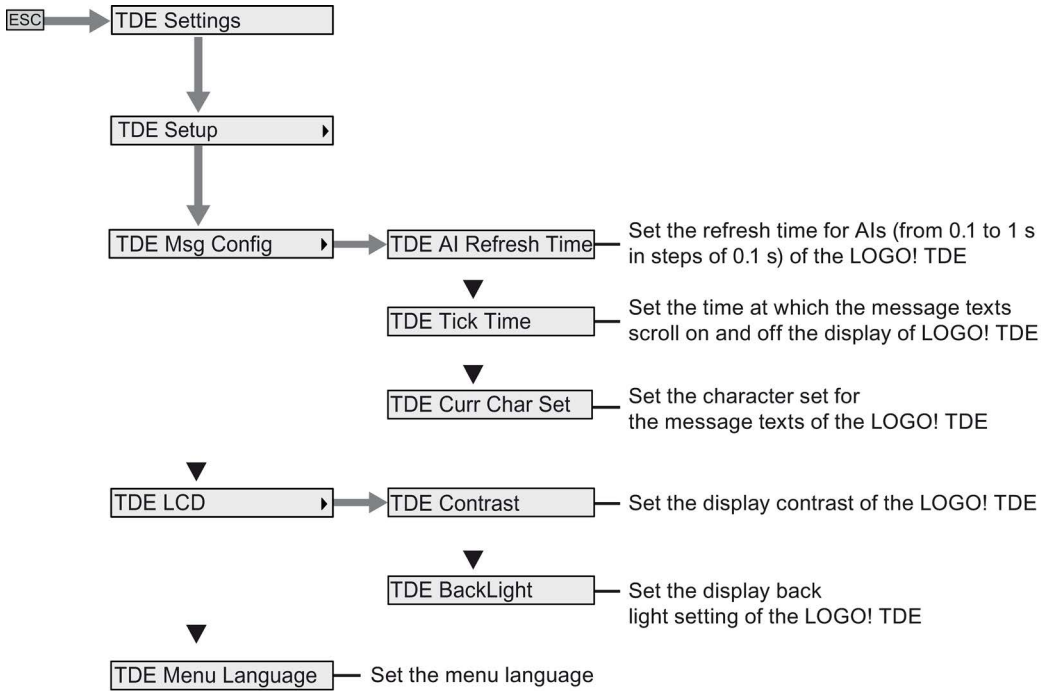 ESC
TDE Settings
TDE Setup
TDE Msg Config
TDE AI Refresh Time
Set the refresh time for AIs (from 0.1 to 1 s
in steps of 0.1 s) of the LOGO! TDE
TDE Tick Time
Set the time at which the message texts
scroll on and off the display of LOGO! TDE
TDE Curr Char Set
Set the character set for
the message texts of the LOGO! TDE
TDE LCD
TDE Contrast
Set the display contrast of the LOGO! TDE
TDE BackLight
Set the display back
light setting of the LOGO! TDE
TDE Menu Language
Set the menu language